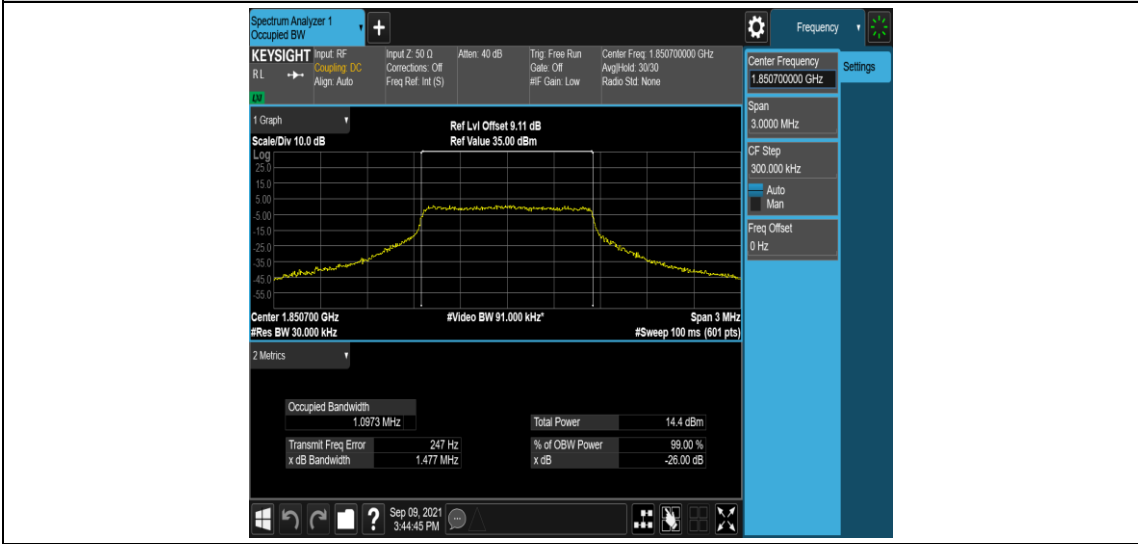 Spectrum Analyzer 1
Occupied BW
+
Frequency
KEYSIGHT
RL
LM
Input: RF
Coupling: DC
Align: Auto
Input Z: 50 Ω
Corrections: Off
Freq Ref: Int (S)
Atten: 40 dB
Trig: Free Run
Gate: Off
#IF Gain: Low
Center Freq: 1.850700000 GHz
Avg|Hold: 30/30
Radio Std: None
Center Frequency
1.850700000 GHz
Settings
Span
3.0000 MHz
CF Step
300.000 kHz
Auto
Man
Freq Offset
0 Hz
1 Graph
Scale/Div 10.0 dB
Ref Lvl Offset 9.11 dB
Ref Value 35.00 dBm
Log
25.0
15.0
5.00
-5.00
-15.0
-25.0
-35.0
-45.0
-55.0
Center 1.850700 GHz
#Res BW 30.000 kHz
#Video BW 91.000 kHz*
Span 3 MHz
#Sweep 100 ms (601 pts)
2 Metrics
Occupied Bandwidth
1.0973 MHz
Total Power 14.4 dBm
Transmit Freq Error 247 Hz
% of OBW Power 99.00 %
x dB Bandwidth 1.477 MHz
x dB -26.00 dB
?
Sep 09, 2021
3:44:45 PM